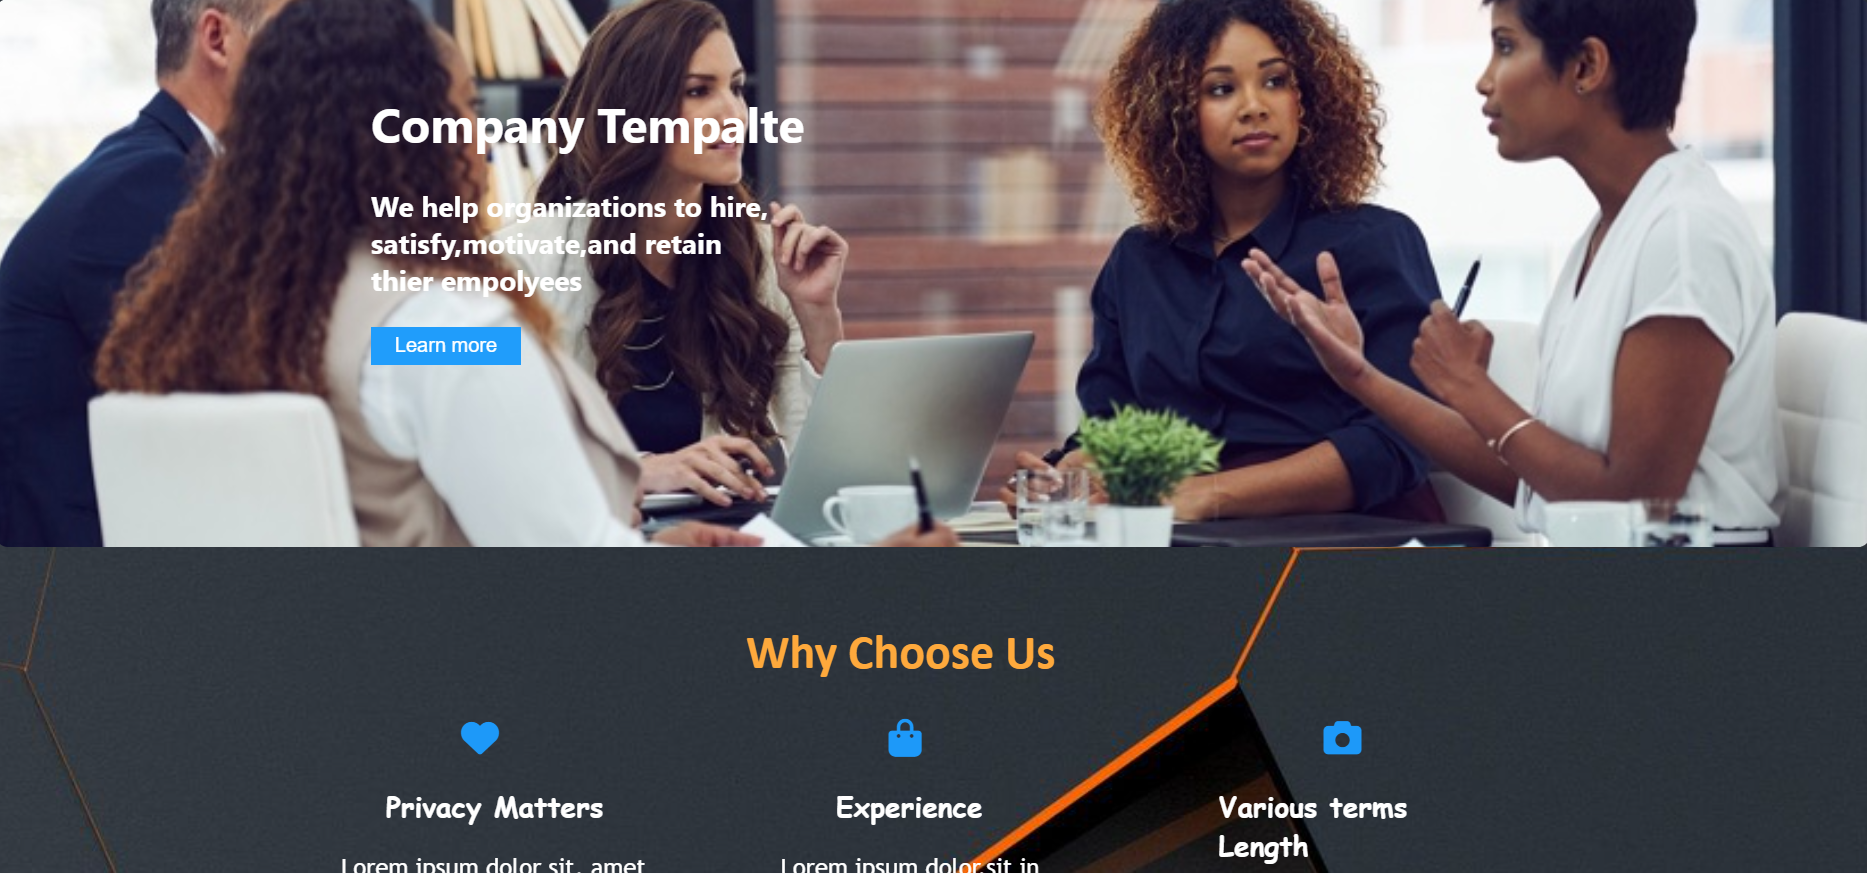 Company Tempalte
We help organizations to hire,
satisfy,motivate,and retain
thier empolyees
Learn more
Why Choose Us
Privacy Matters
Experience
Various terms
Length
Lorem ipsum dolor sit, amet
Lorem ipsum dolor sit in